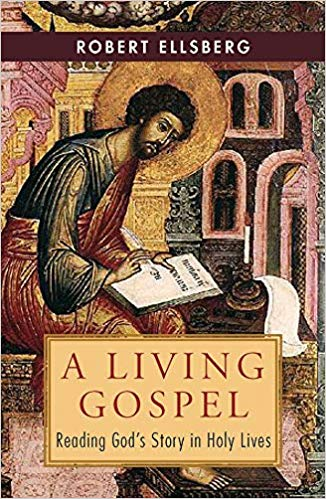 ROBERT ELLSBERG
A LIVING
GOSPEL
Reading God's Story in Holy Lives